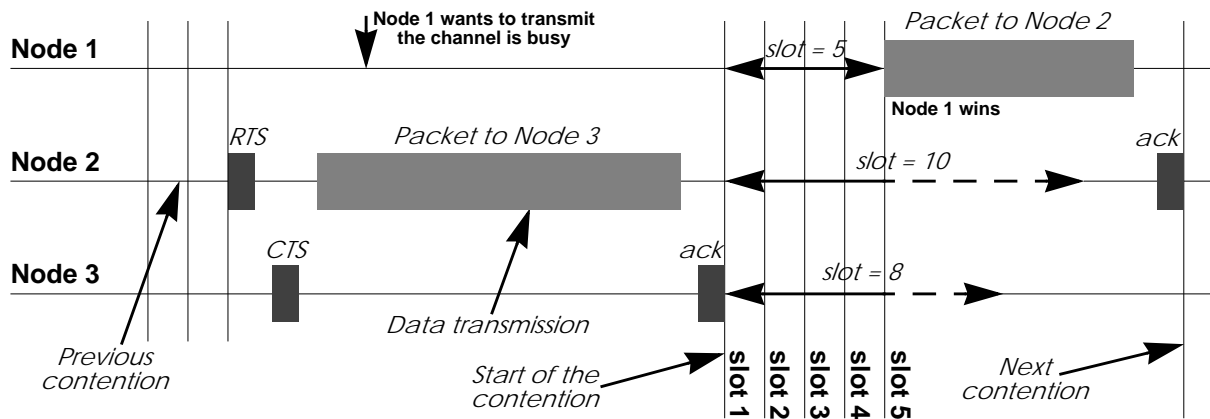 Node 1 wants to transmit
the channel is busy
Packet to Node 2
Node 1
slot = 5
Node 1 wins
RTS
Packet to Node 3
ack
Node 2
slot = 10
CTS
ack
Node 3
slot = 8
Data transmission
Previous
contention
Start of the
contention
slot 1
slot 2
slot 3
slot 4
slot 5
Next
contention